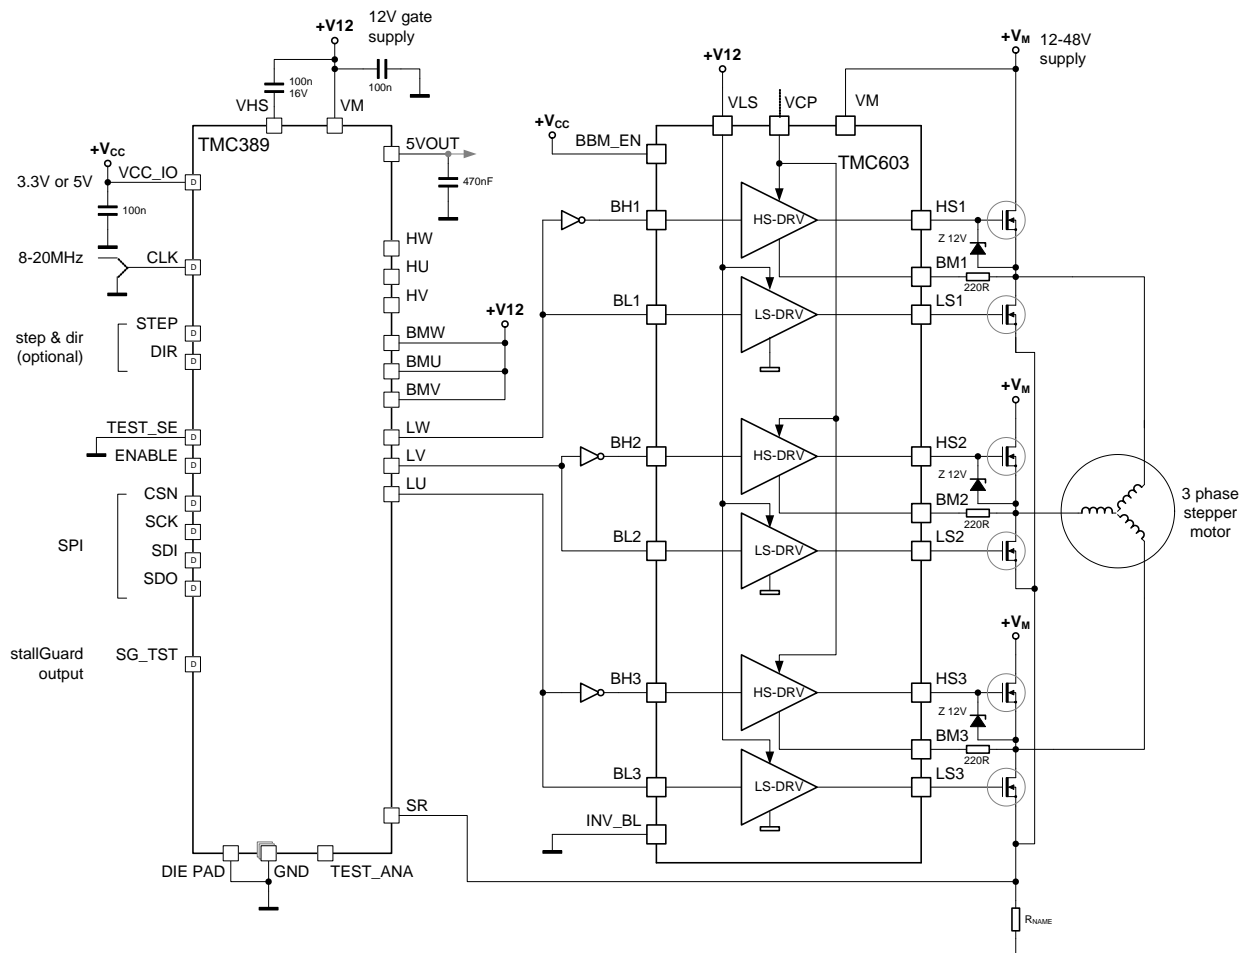 +V12
12V gate
supply
100n
16V
100n
VHS
VM
TMC389
+VCC
VCC_IO
3.3V or 5V
100n
8-20MHz
CLK
step & dir
(optional)
STEP
DIR
TEST_SE
ENABLE
SPI
CSN
SCK
SDI
SDO
stallGuard
output
SG_TST
DIE PAD
GND
TEST_ANA
5VOUT
470nF
HW
HU
HV
+V12
BMW
BMU
BMV
LW
LV
LU
SR
D
D
D
D
D
D
D
D
D
D
D
+V12
VLS
VCP
VM
+VM
12-48V
supply
+VCC
BBM_EN
TMC603
BH1
HS-DRV
HS1
Z 12V
BM1
220R
BL1
LS-DRV
LS1
+VM
BH2
HS-DRV
HS2
Z 12V
BM2
220R
BL2
LS-DRV
LS2
3 phase
stepper
motor
+VM
BH3
HS-DRV
HS3
Z 12V
BM3
220R
BL3
LS-DRV
LS3
INV_BL
RNAME